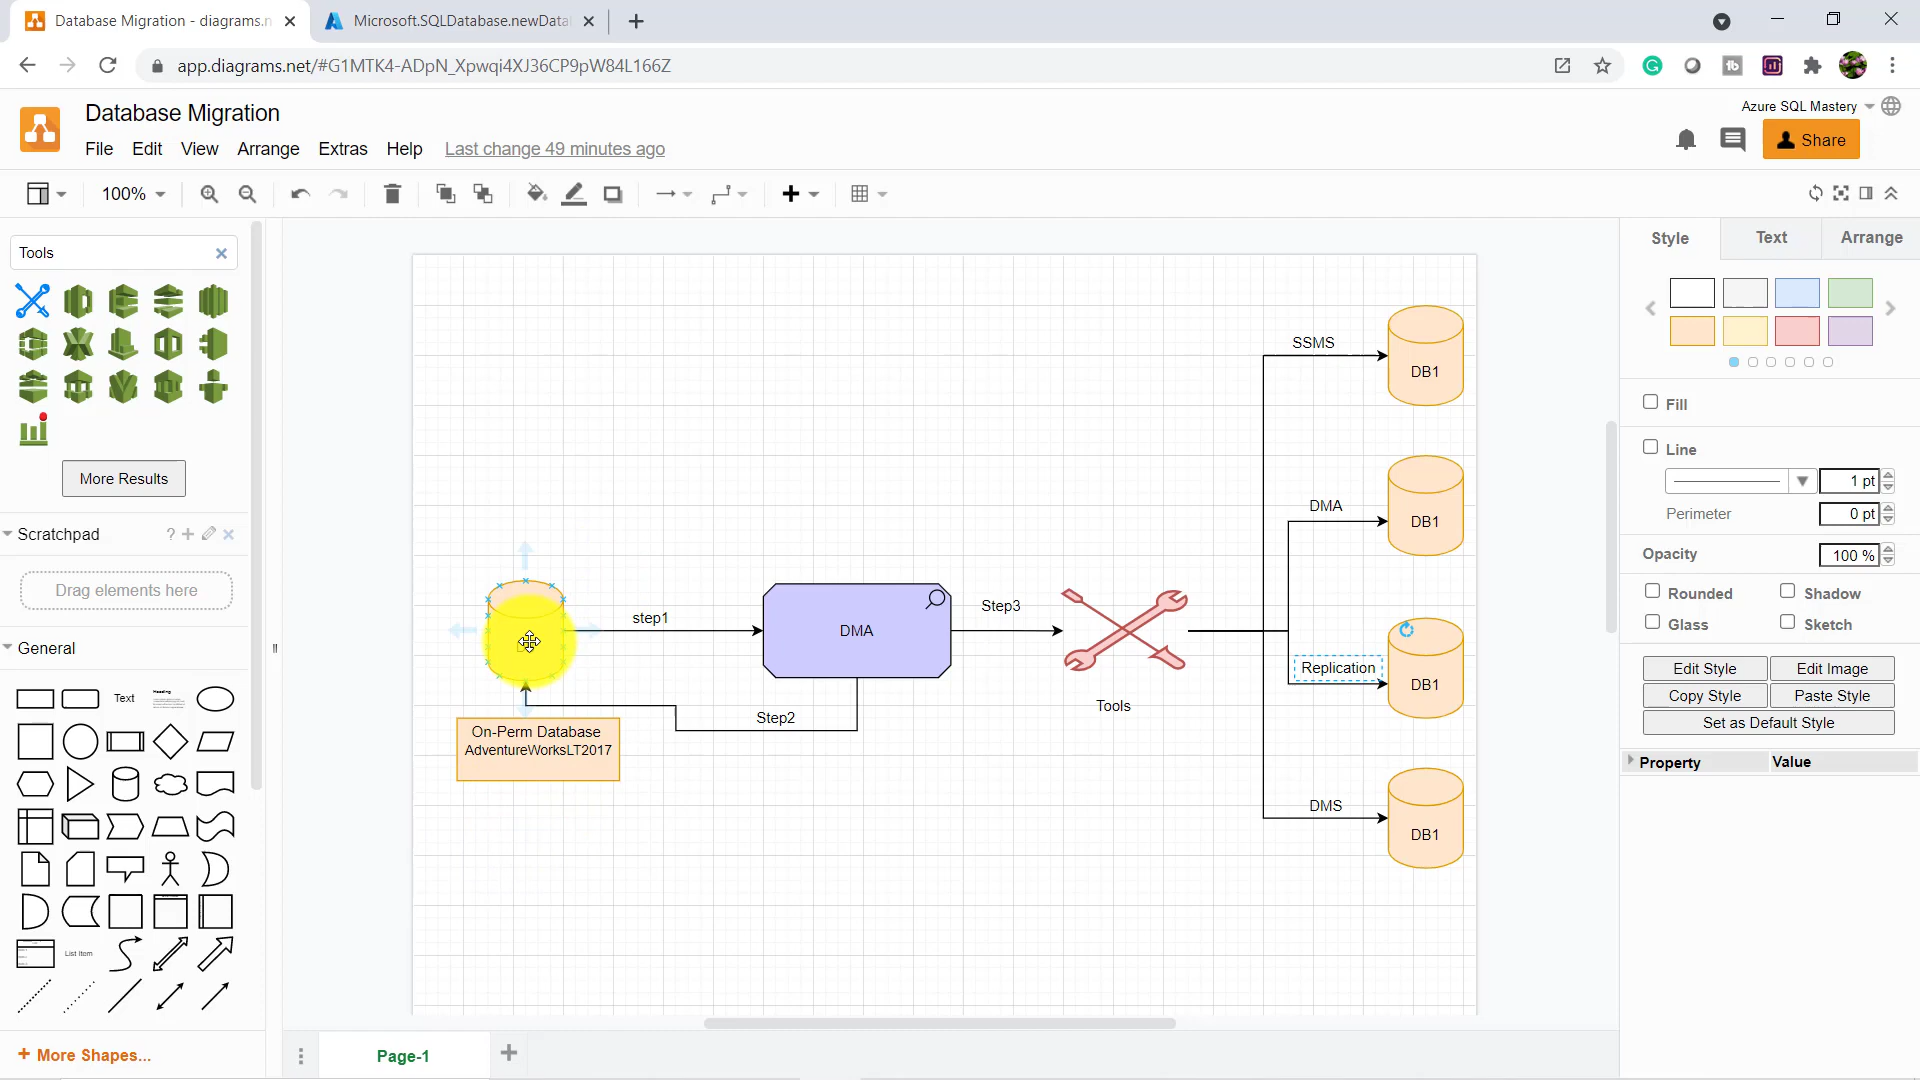 Database Migration - diagrams.n
Microsoft.SQLDatabase.newData
app.diagrams.net/#G1MTK4-ADpN_Xpwqi4XJ36CP9pW84L166Z
Database Migration
Azure SQL Mastery
File Edit View Arrange Extras Help Last change 49 minutes ago
Share
100%
Tools
Style Text Arrange
More Results
Scratchpad
?
Drag elements here
General
Text
Heading
List Item
+ More Shapes...
SSMS
DB1
DMA
DB1
step1
DMA
Step3
Replication
DB1
Tools
Step2
On-Perm Database
AdventureWorksLT2017
DMS
DB1
Page-1
Fill
Line
1 pt
Perimeter
0 pt
Opacity
100 %
Rounded Shadow
Glass Sketch
Edit Style Edit Image
Copy Style Paste Style
Set as Default Style
Property Value